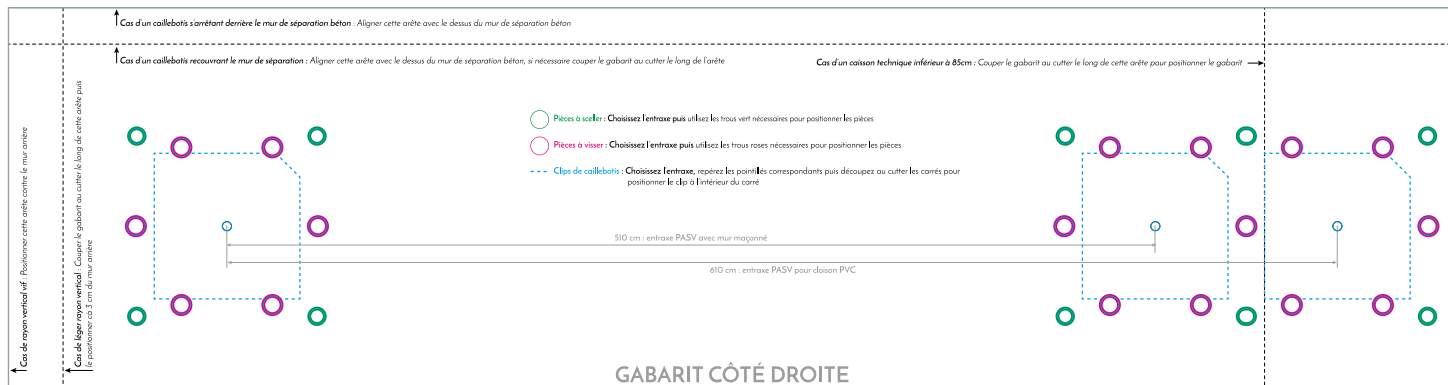 Cas d'un caillebotis s'arrêtant derrière le mur de séparation béton : Aligner cette arête avec le dessus du mur de séparation béton
Cas d'un caillebotis recouvrant le mur de séparation : Aligner cette arête avec le dessus du mur de séparation béton, si nécessaire couper le gabarit au cutter le long de l'arête
Cas d'un caisson technique inférieur à 85cm : Couper le gabarit au cutter le long de cette arête pour positionner le gabarit
Cas de rayon vertical vif : Positionner cette arête contre le mur arrière
Cas de léger rayon vertical : Couper le gabarit au cutter le long de cette arête puis
le positionner cà 3 cm du mur arrière
Pièces à sceller : Choisissez l'entraxe puis utilisez les trous vert nécessaires pour positionner les pièces
Pièces à visser : Choisissez l'entraxe puis utilisez les trous roses nécessaires pour positionner les pièces
Clips de caillebotis : Choisissez l'entraxe, repérez les pointillés correspondants puis découpez au cutter les carrés pour
positionner le clip à l'intérieur du carré
510 cm : entraxe PASV avec mur maçonné
610 cm : entraxe PASV pour cloison PVC
GABARIT CÔTÉ DROITE